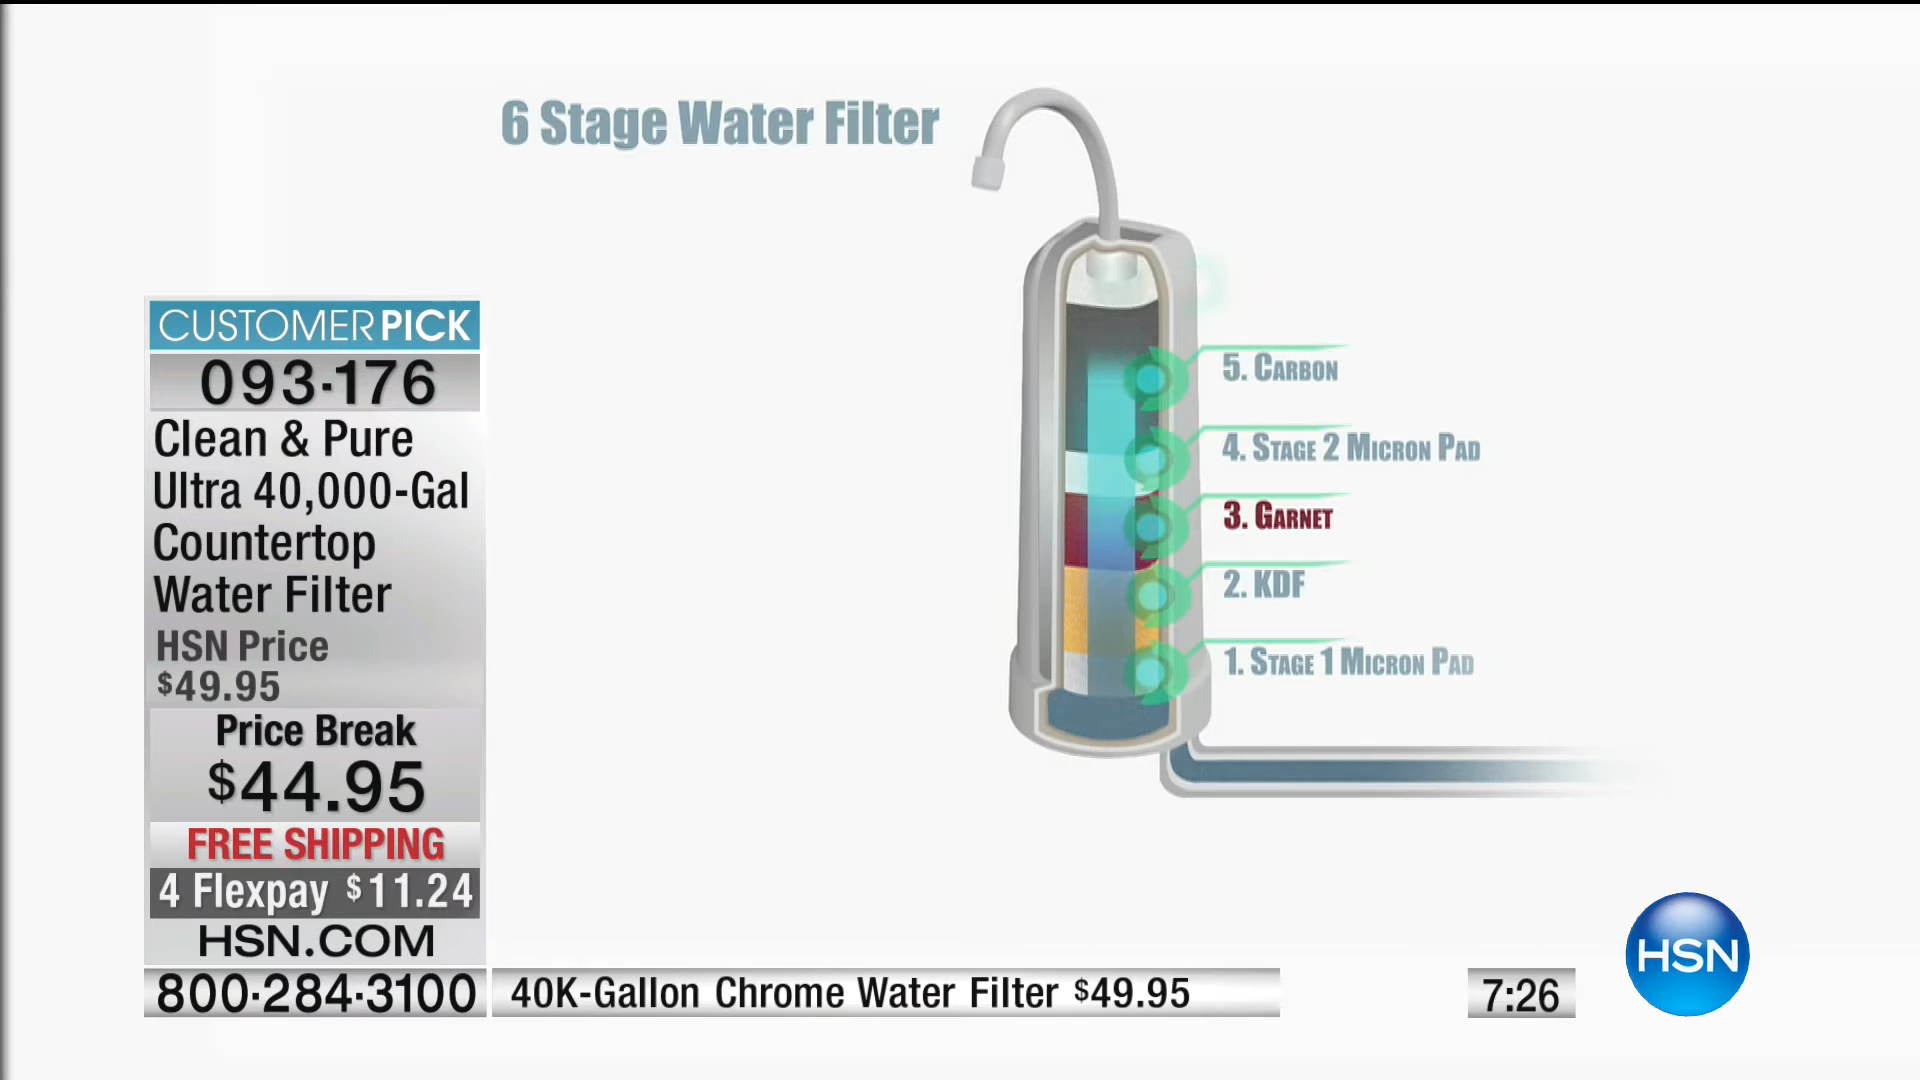 6 Stage Water Filter
5. Carbon
4. Stage 2 Micron Pad
3. Garnet
2. KDF
1. Stage 1 Micron Pad
CUSTOMER PICK
093·176
Clean & Pure
Ultra 40,000-Gal
Countertop
Water Filter
HSN Price
$49.95
Price Break
$44.95
FREE SHIPPING
4 Flexpay $11.24
HSN.COM
800·284·3100
40K-Gallon Chrome Water Filter $49.95
7:26
HSN